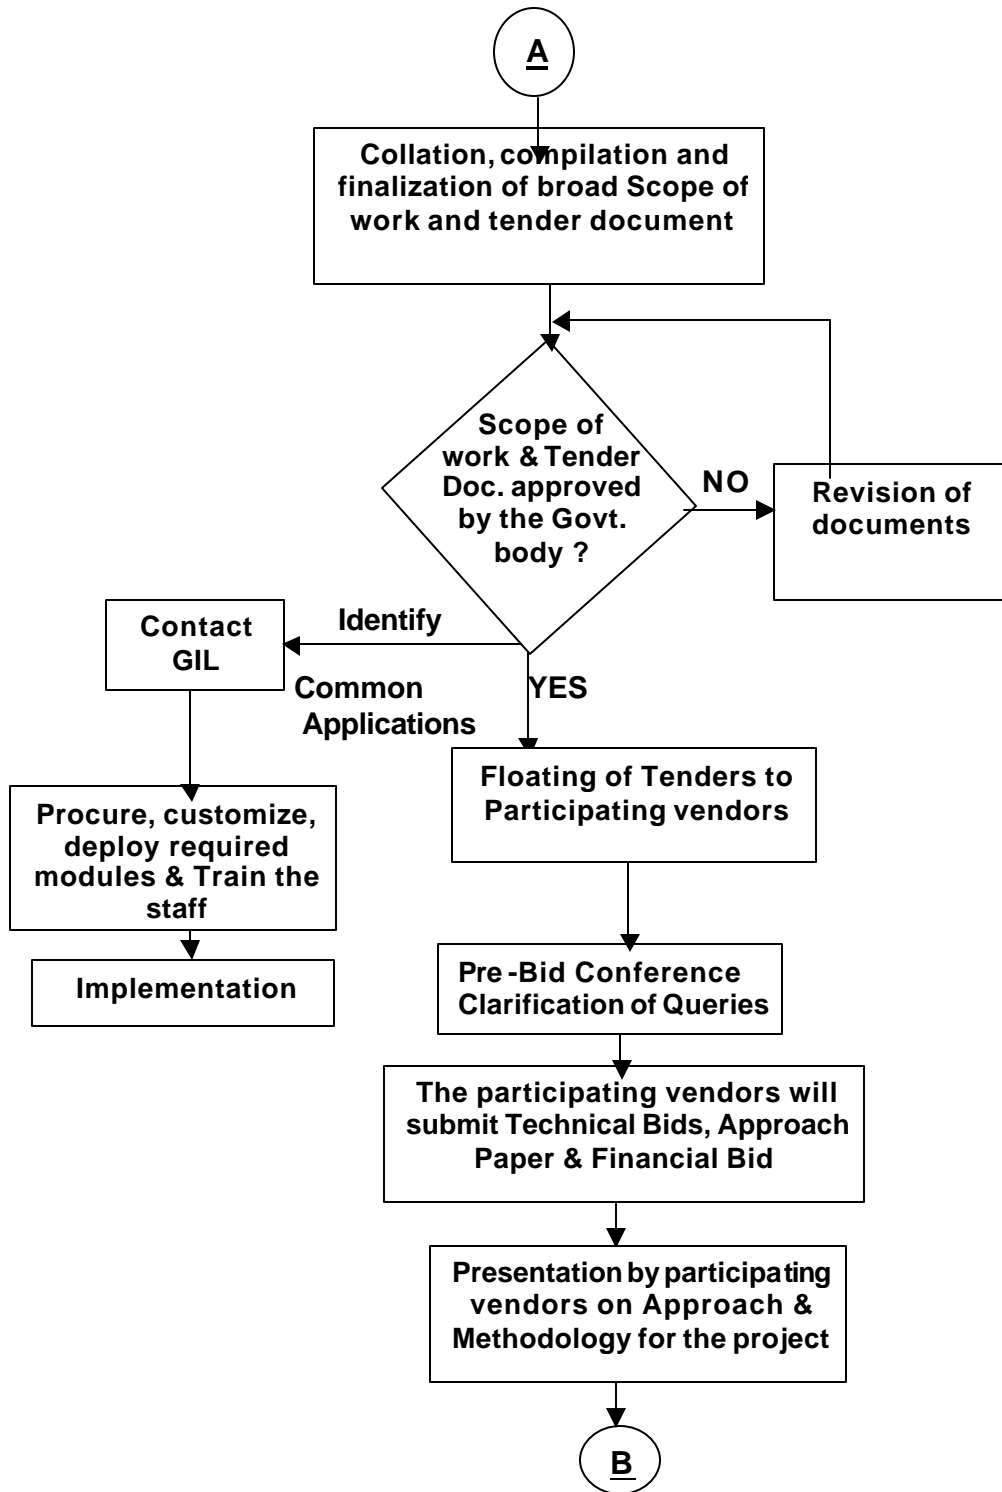 A
Collation, compilation and
finalization of broad Scope of
work and tender document
Scope of
work & Tender
Doc. approved
by the Govt.
body ?
NO
Revision of
documents
Identify
Common
Applications
YES
Contact
GIL
Procure, customize,
deploy required
modules & Train the
staff
Implementation
Floating of Tenders to
Participating vendors
Pre-Bid Conference
Clarification of Queries
The participating vendors will
submit Technical Bids, Approach
Paper & Financial Bid
Presentation by participating
vendors on Approach &
Methodology for the project
B